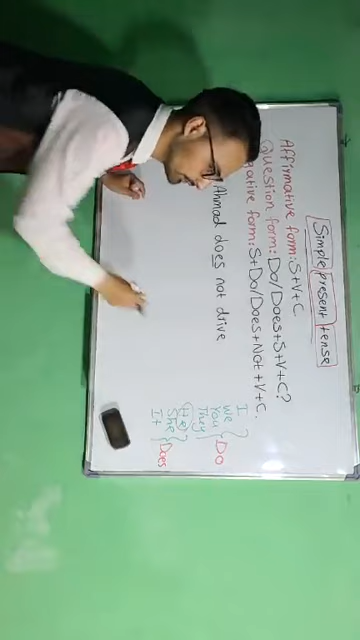 Simple present tense
Affirmative form: S+V+C
Question form: Do/Does+S+V+C?
ative form: S+Do/Does+Not+V+C.
Ahmad does not drive
I
We
You
They
Do
He
She
It
Does